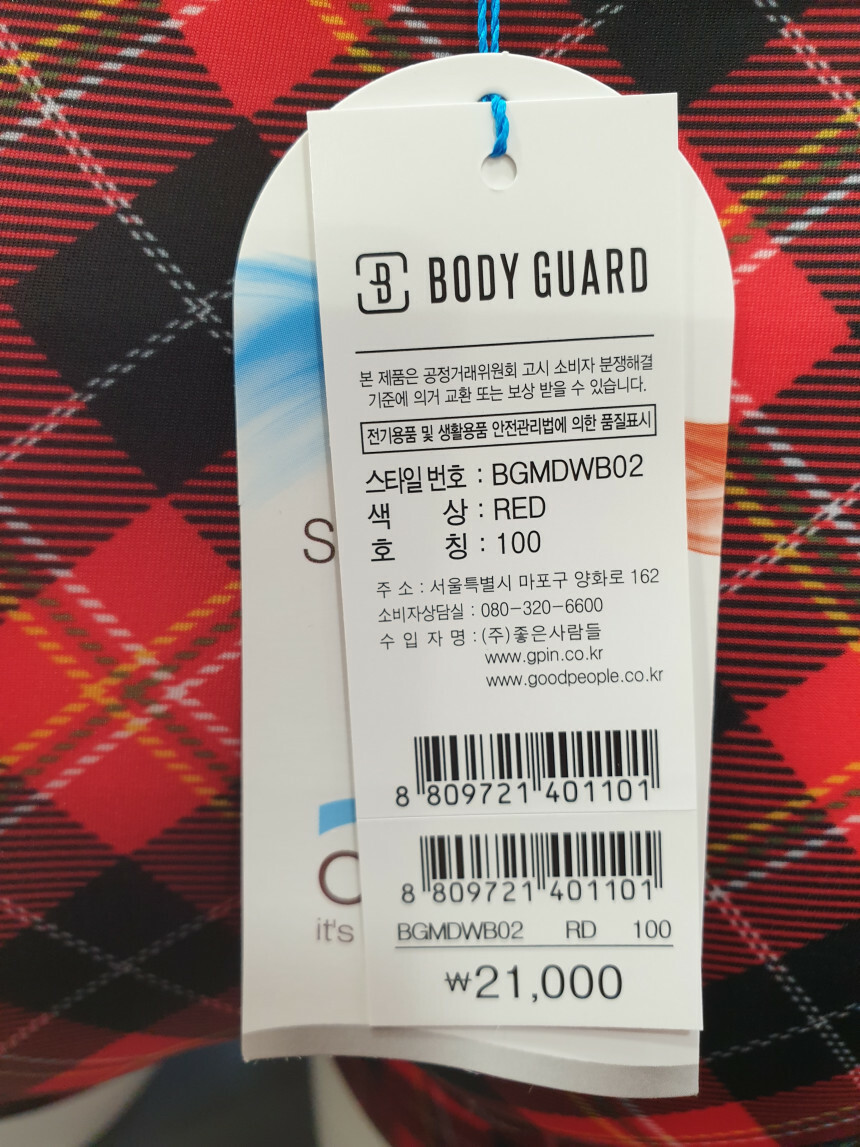 BODY GUARD
본 제품은 공정거래위원회 고시 소비자 분쟁해결
기준에 의거 교환 또는 보상 받을 수 있습니다.
전기용품 및 생활용품 안전관리법에 의한 품질표시
스타일 번호 : BGMDWB02
색 상 : RED
호 칭 : 100
주 소 : 서울특별시 마포구 양화로 162
소비자상담실 : 080-320-6600
수 입 자 명 : (주)좋은사람들
www.gpin.co.kr
www.goodpeople.co.kr
8 809721 401101
8 809721 401101
BGMDWB02 RD 100
₩21,000
S
C
it's